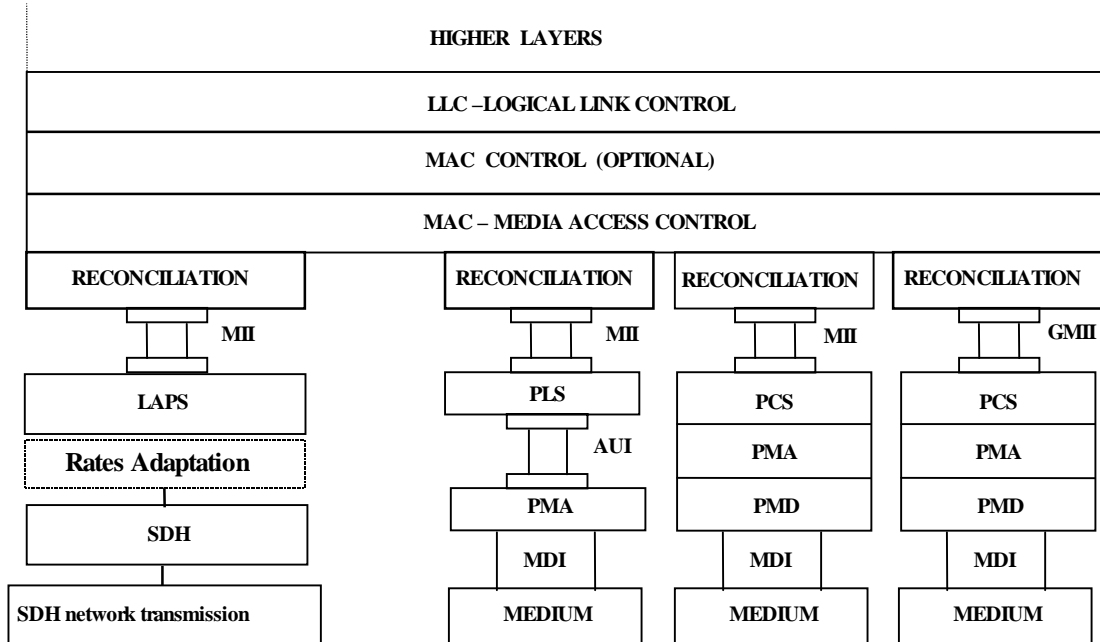 HIGHER LAYERS
LLC –LOGICAL LINK CONTROL
MAC CONTROL (OPTIONAL)
MAC – MEDIA ACCESS CONTROL
RECONCILIATION
RECONCILIATION
RECONCILIATION
RECONCILIATION
MII
MII
MII
GMII
LAPS
PLS
PCS
PCS
AUI
Rates Adaptation
PMA
PMA
PMA
SDH
PMD
PMD
MDI
MDI
MDI
SDH network transmission
MEDIUM
MEDIUM
MEDIUM